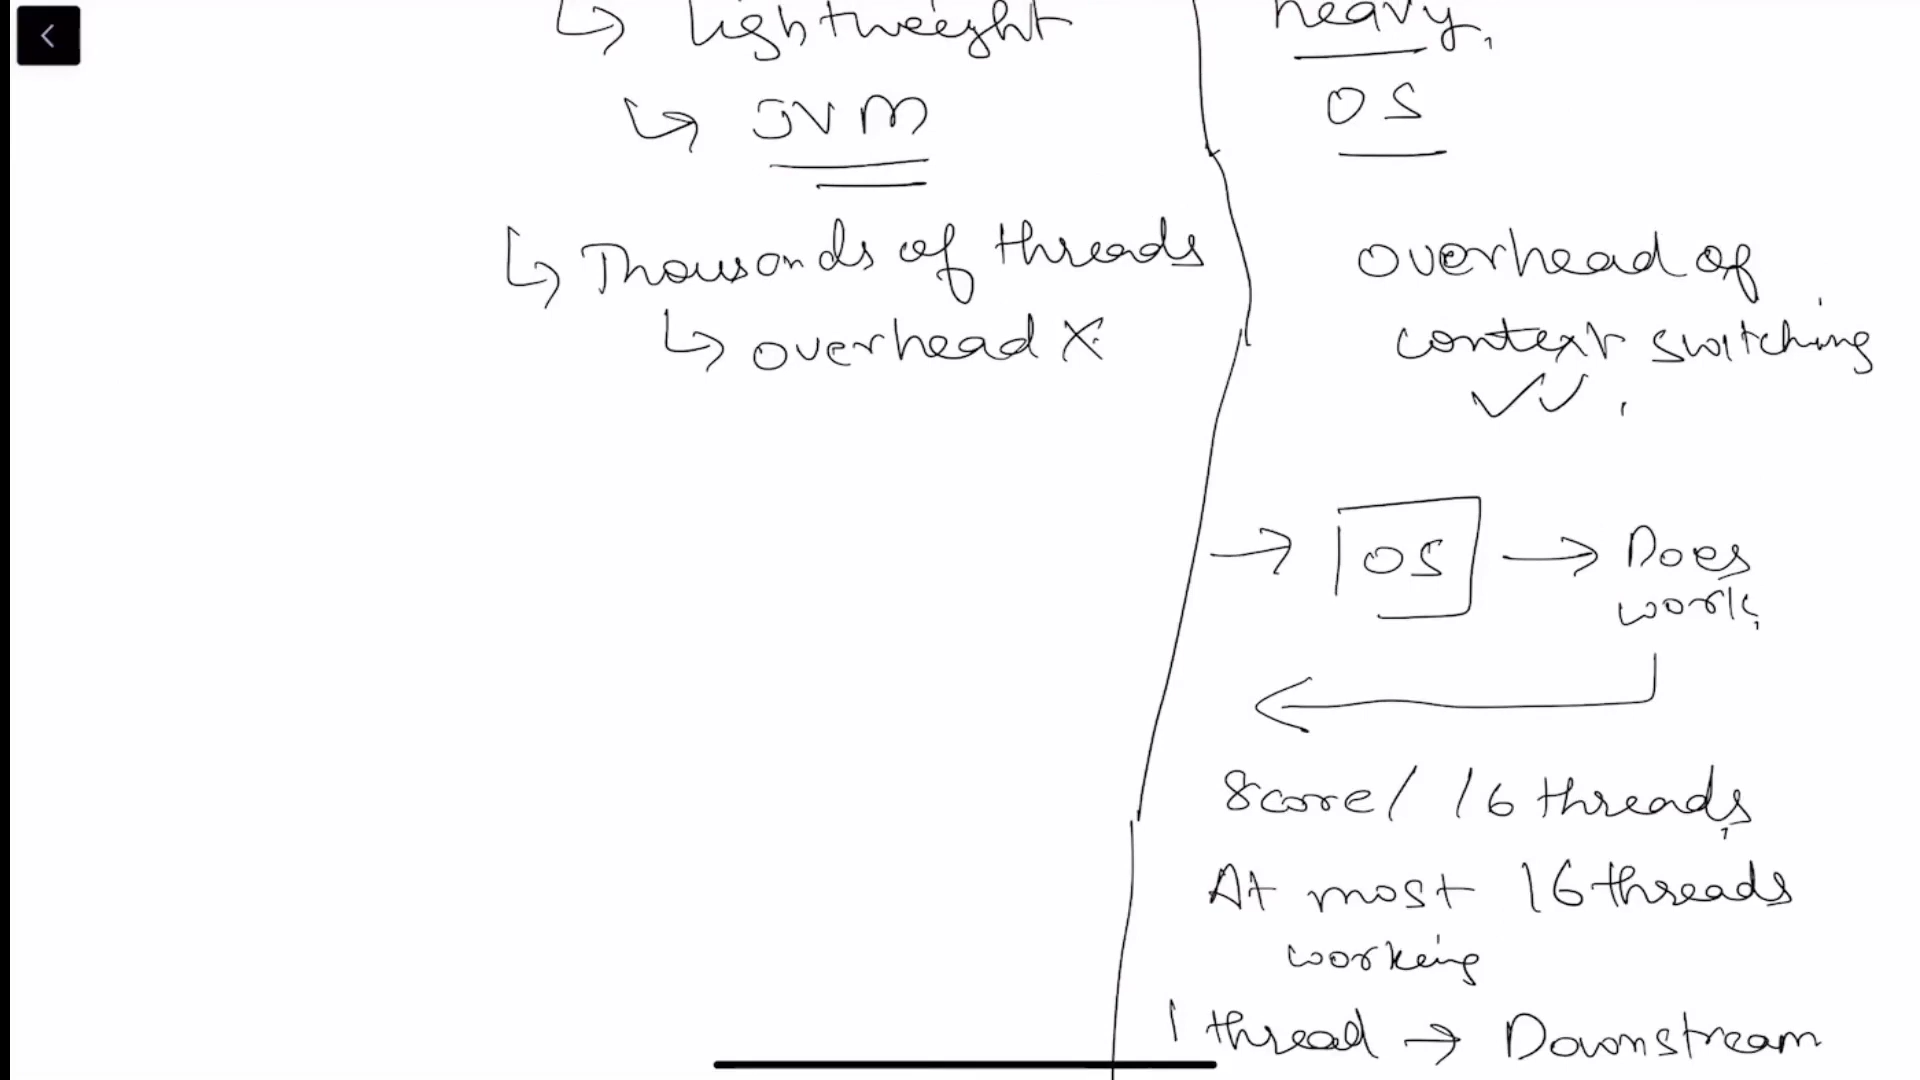 ↳ lightweight
↳ JVM
↳ Thousands of threads
↳ overhead X
heavy,
OS
overhead of
context switching
✓✓.
→ OS → Does
work,
8 core / 16 threads,
At most 16 threads
working
1 thread → Downstream